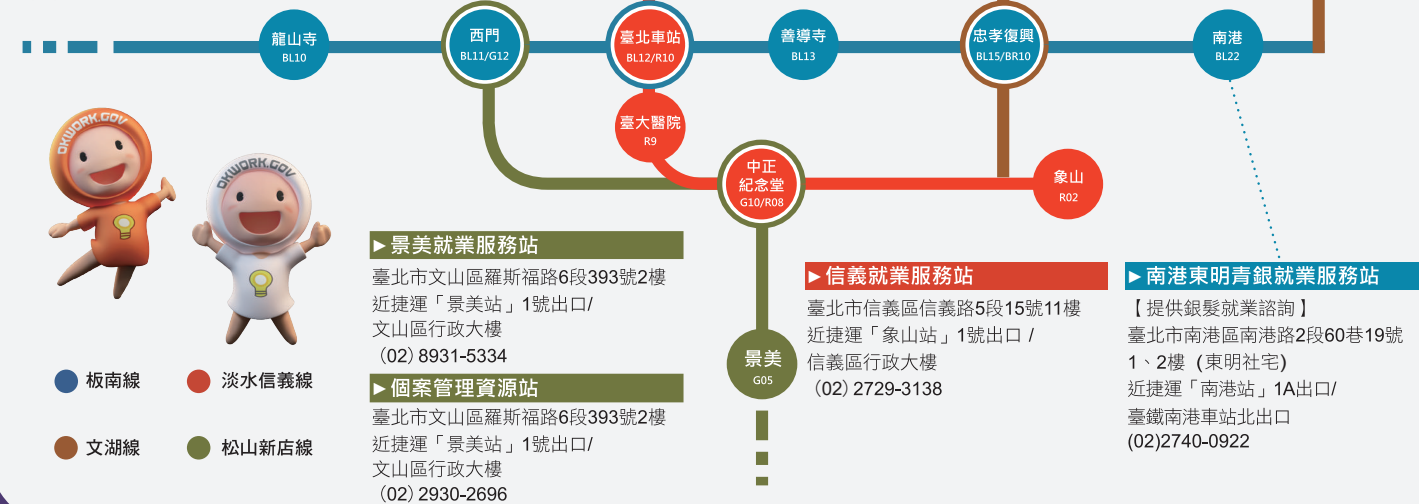 龍山寺
BL10
西門
BL11/G12
臺北車站
BL12/R10
善導寺
BL13
忠孝復興
BL15/BR10
南港
BL22
臺大醫院
R9
中正
紀念堂
G10/R08
象山
R02
OKWORK.GOV
OKWORK.GOV
►景美就業服務站
臺北市文山區羅斯福路6段393號2樓
近捷運「景美站」1號出口/
文山區行政大樓
(02) 8931-5334
►個案管理資源站
臺北市文山區羅斯福路6段393號2樓
近捷運「景美站」1號出口/
文山區行政大樓
(02) 2930-2696
景美
G05
►信義就業服務站
臺北市信義區信義路5段15號11樓
近捷運「象山站」1號出口 /
信義區行政大樓
(02) 2729-3138
►南港東明青銀就業服務站
【提供銀髮就業諮詢】
臺北市南港區南港路2段60巷19號
1、2樓 (東明社宅)
近捷運「南港站」1A出口/
臺鐵南港車站北出口
(02)2740-0922
板南線
淡水信義線
文湖線
松山新店線